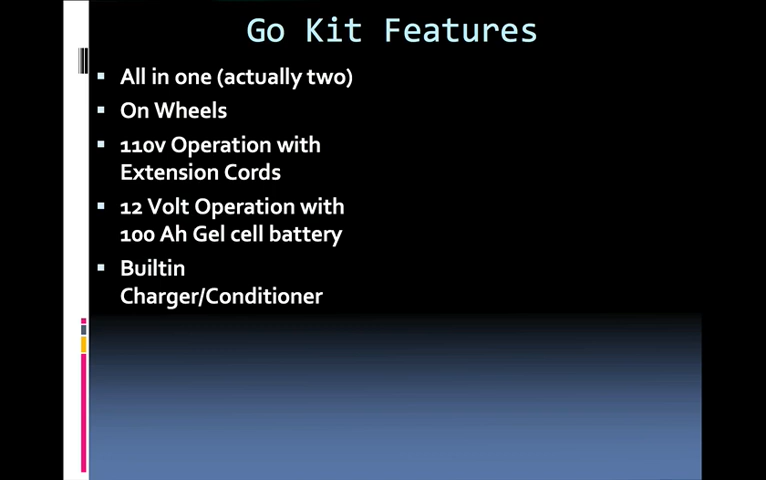 Go Kit Features
All in one (actually two)
On Wheels
110v Operation with
Extension Cords
12 Volt Operation with
100 Ah Gel cell battery
Builtin
Charger/Conditioner